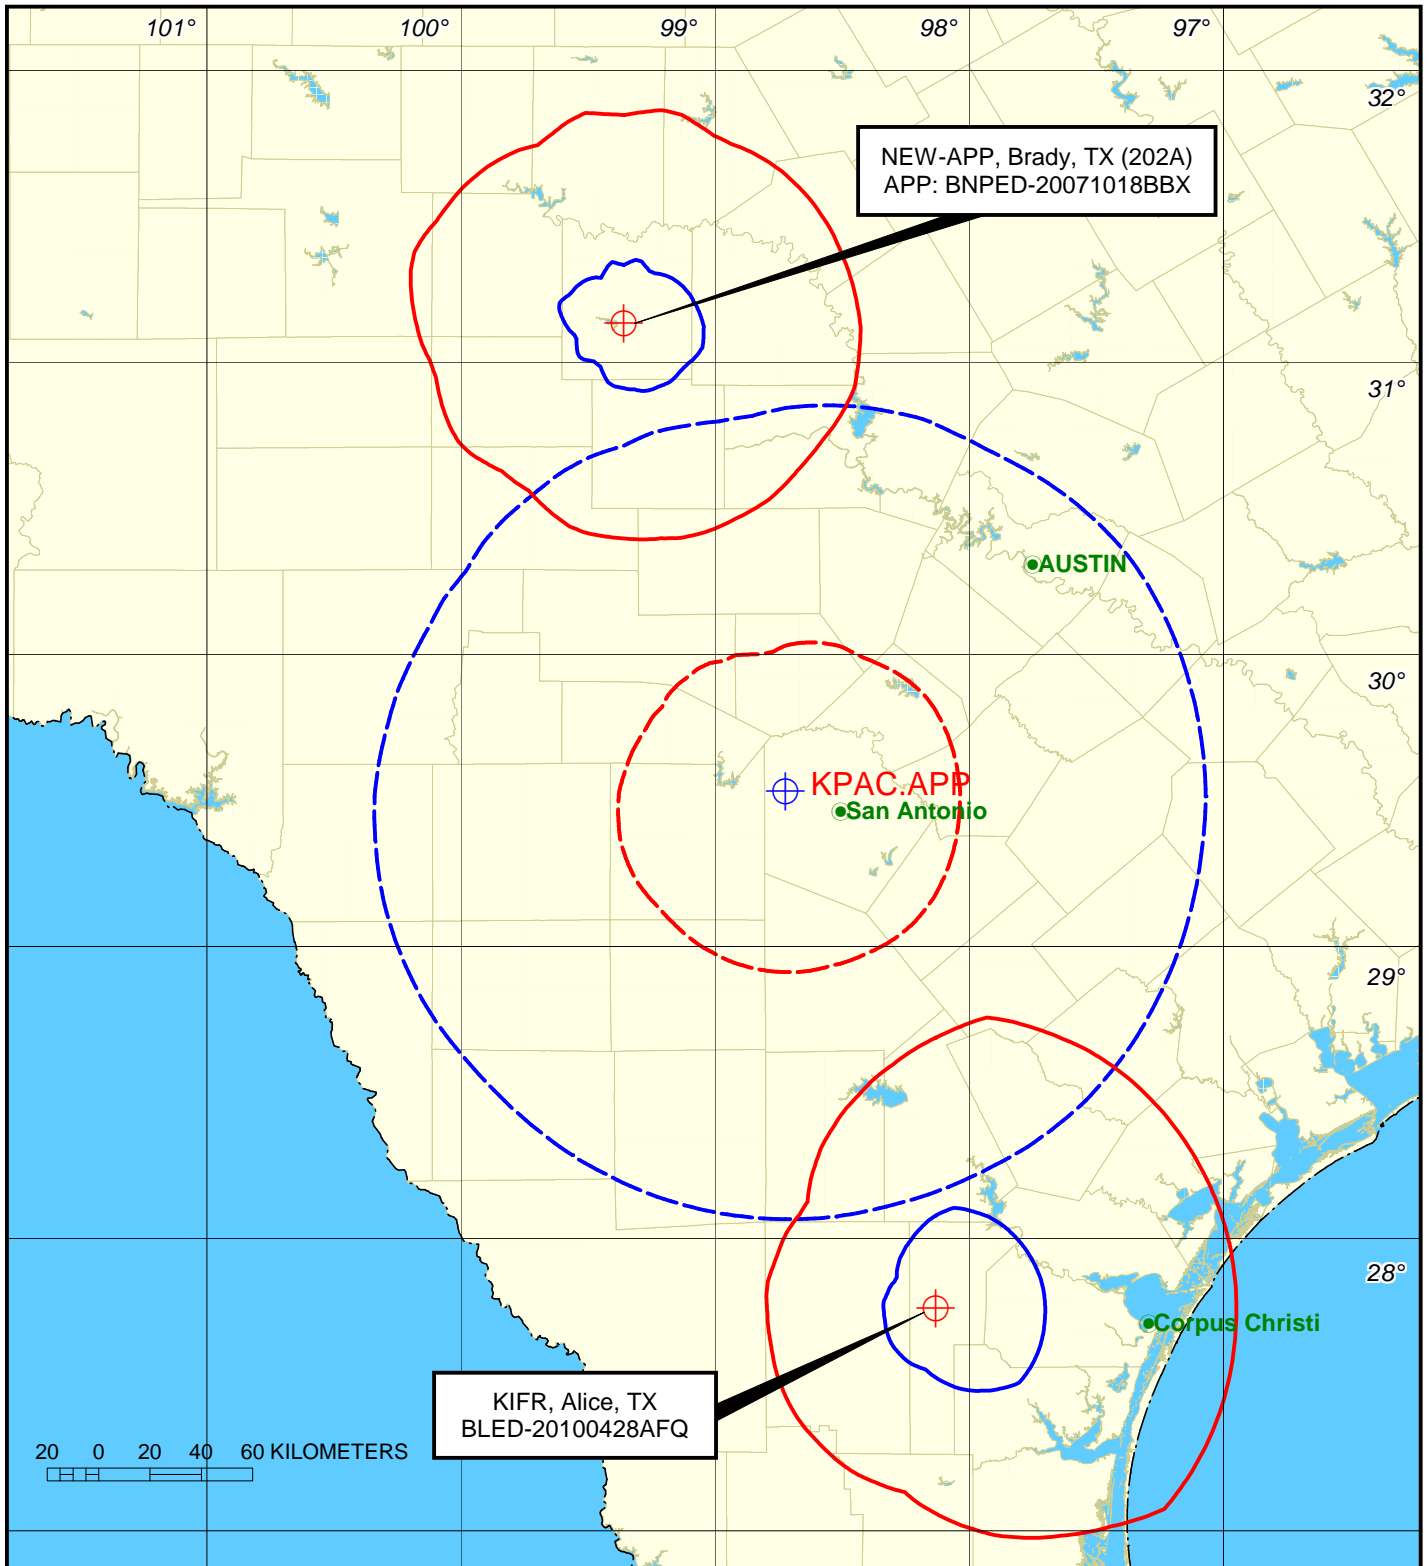 101° 100° 99° 98° 97°
32°
NEW-APP, Brady, TX (202A)
APP: BNPED-20071018BBX
31°
AUSTIN
30°
KPAC.APP
San Antonio
29°
28°
Corpus Christi
KIFR, Alice, TX
BLED-20100428AFQ
20 0 20 40 60 KILOMETERS